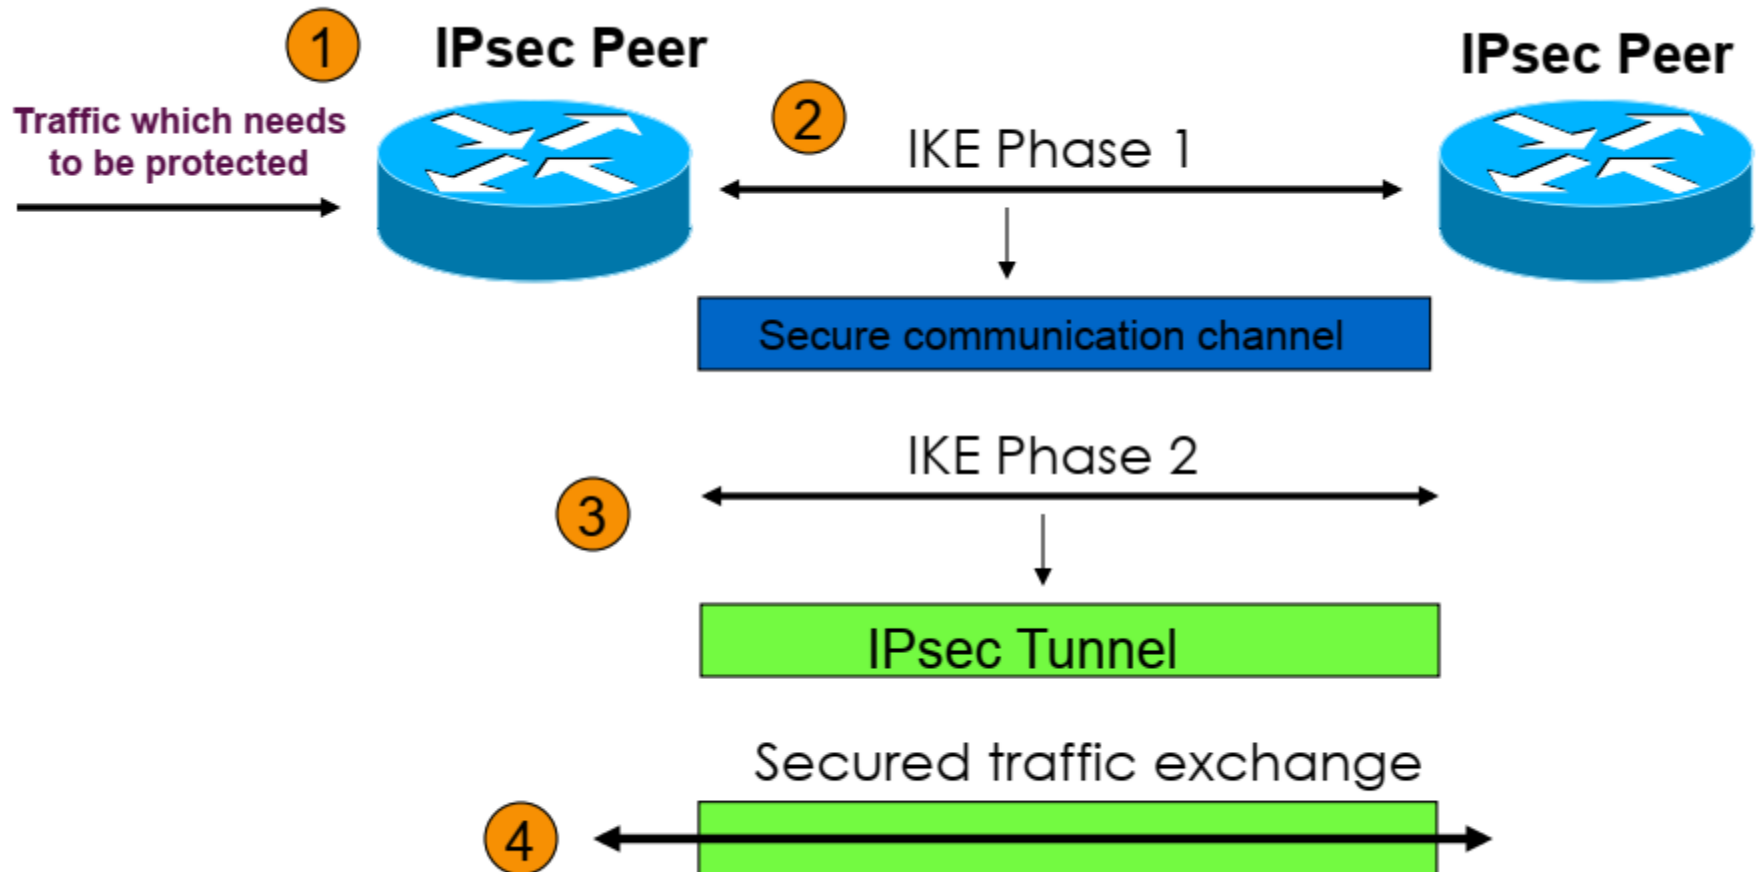 1
IPsec Peer
IPsec Peer
Traffic which needs
to be protected
2
IKE Phase 1
Secure communication channel
IKE Phase 2
3
IPsec Tunnel
Secured traffic exchange
4